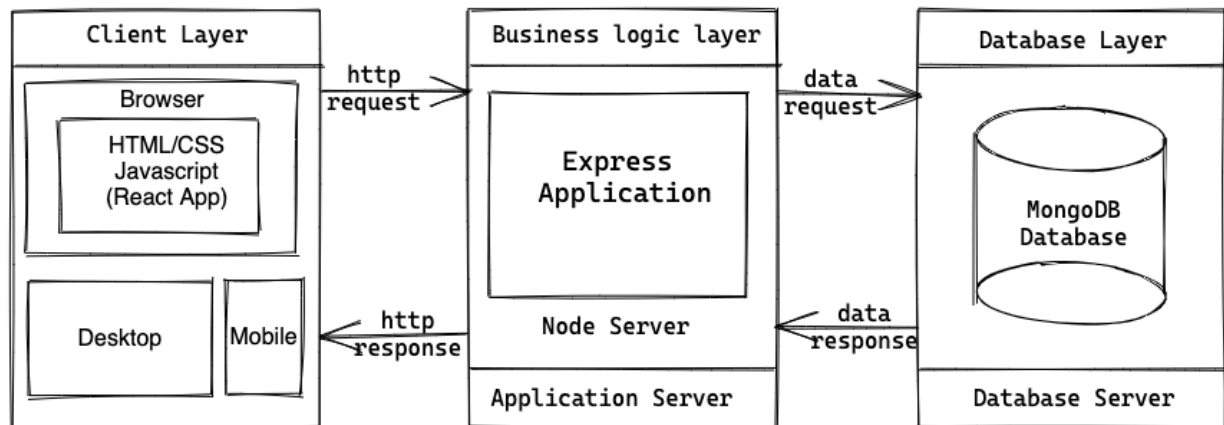 Client Layer
Browser
HTML/CSS
Javascript
(React App)
Desktop
Mobile
http
request
http
response
Business logic layer
Express
Application
Node Server
Application Server
data
request
data
response
Database Layer
MongoDB
Database
Database Server